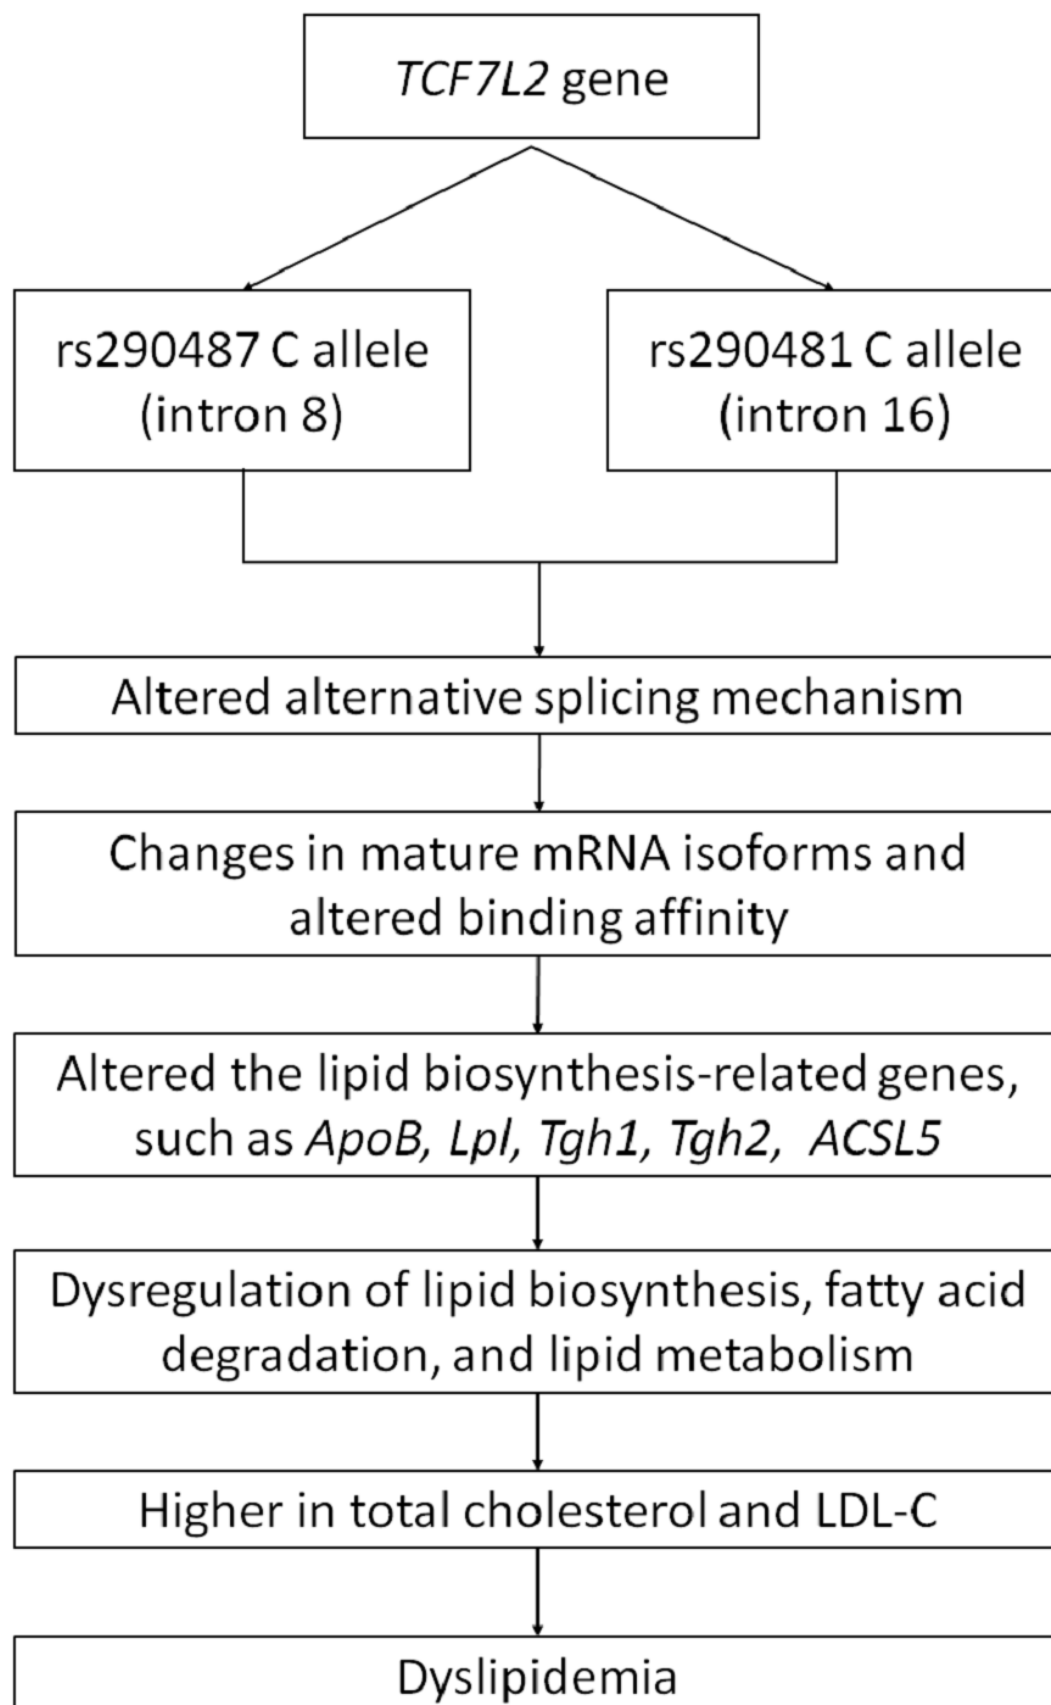 TCF7L2 gene
rs290487 C allele
(intron 8)
rs290481 C allele
(intron 16)
Altered alternative splicing mechanism
Changes in mature mRNA isoforms and
altered binding affinity
Altered the lipid biosynthesis-related genes,
such as ApoB, Lpl, Tgh1, Tgh2, ACSL5
Dysregulation of lipid biosynthesis, fatty acid
degradation, and lipid metabolism
Higher in total cholesterol and LDL-C
Dyslipidemia